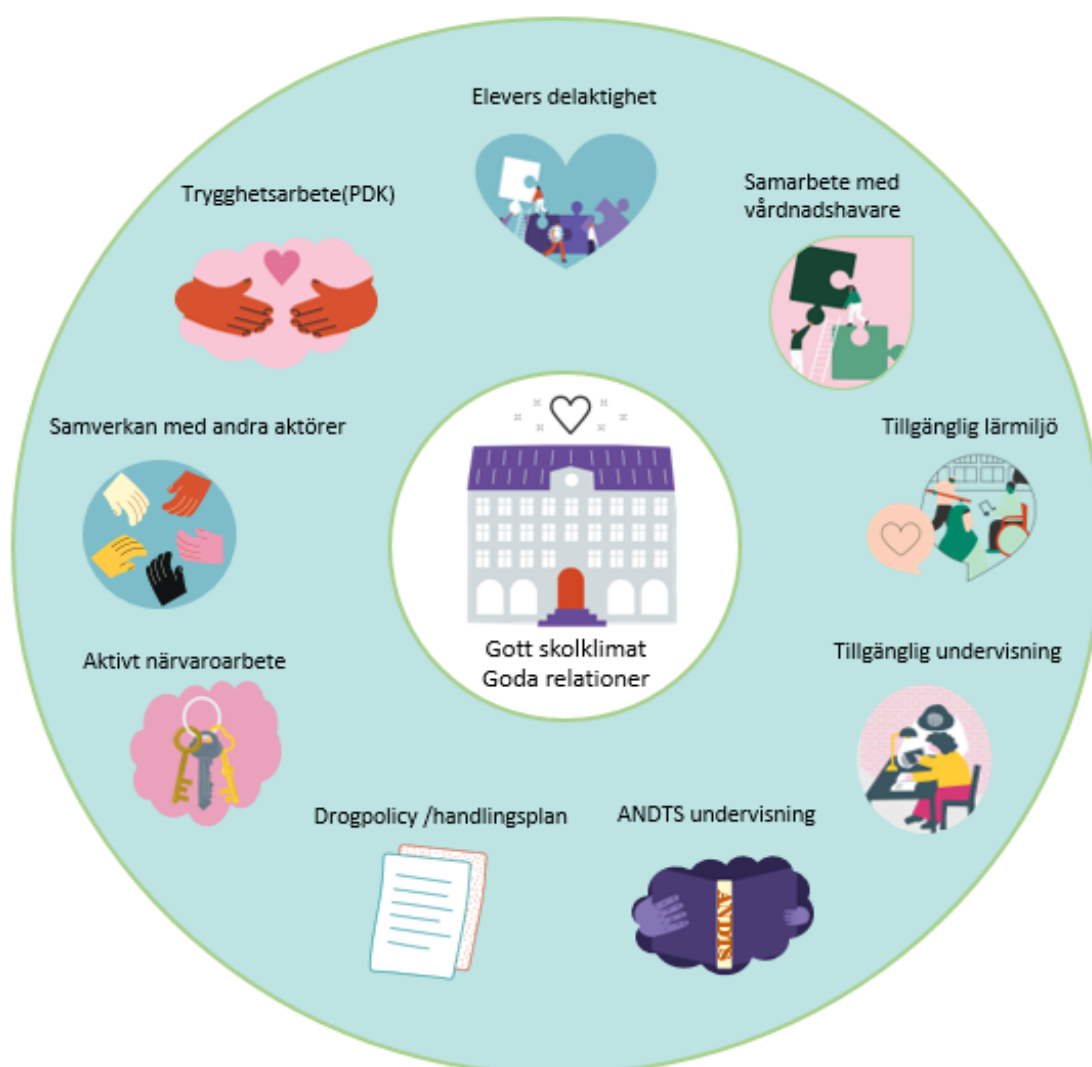 Elevers delaktighet
Trygghetsarbete(PDK)
Samarbete med
vårdnadshavare
Samverkan med andra aktörer
Tillgänglig lärmiljö
Gott skolklimat
Goda relationer
Aktivt närvaroarbete
Tillgänglig undervisning
Drogpolicy /handlingsplan
ANDTS undervisning
ANDTS